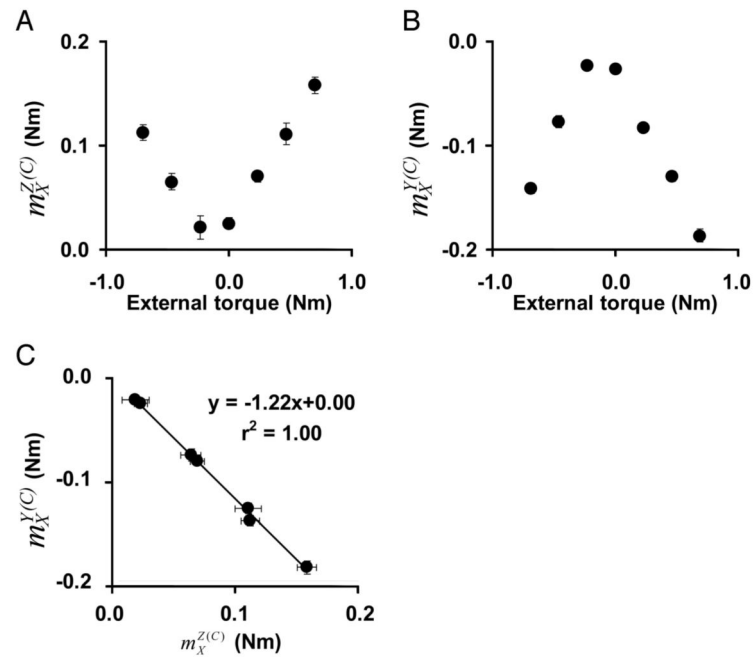 A
0.2
0.1
0.0
-1.0 0.0 1.0
m_X^{Z(C)} (Nm)
External torque (Nm)
B
0.0
-0.1
-0.2
-1.0 0.0 1.0
m_X^{Y(C)} (Nm)
External torque (Nm)
C
0.0
-0.1
-0.2
0.0 0.1 0.2
m_X^{Y(C)} (Nm)
y = -1.22x+0.00
r² = 1.00
m_X^{Z(C)} (Nm)